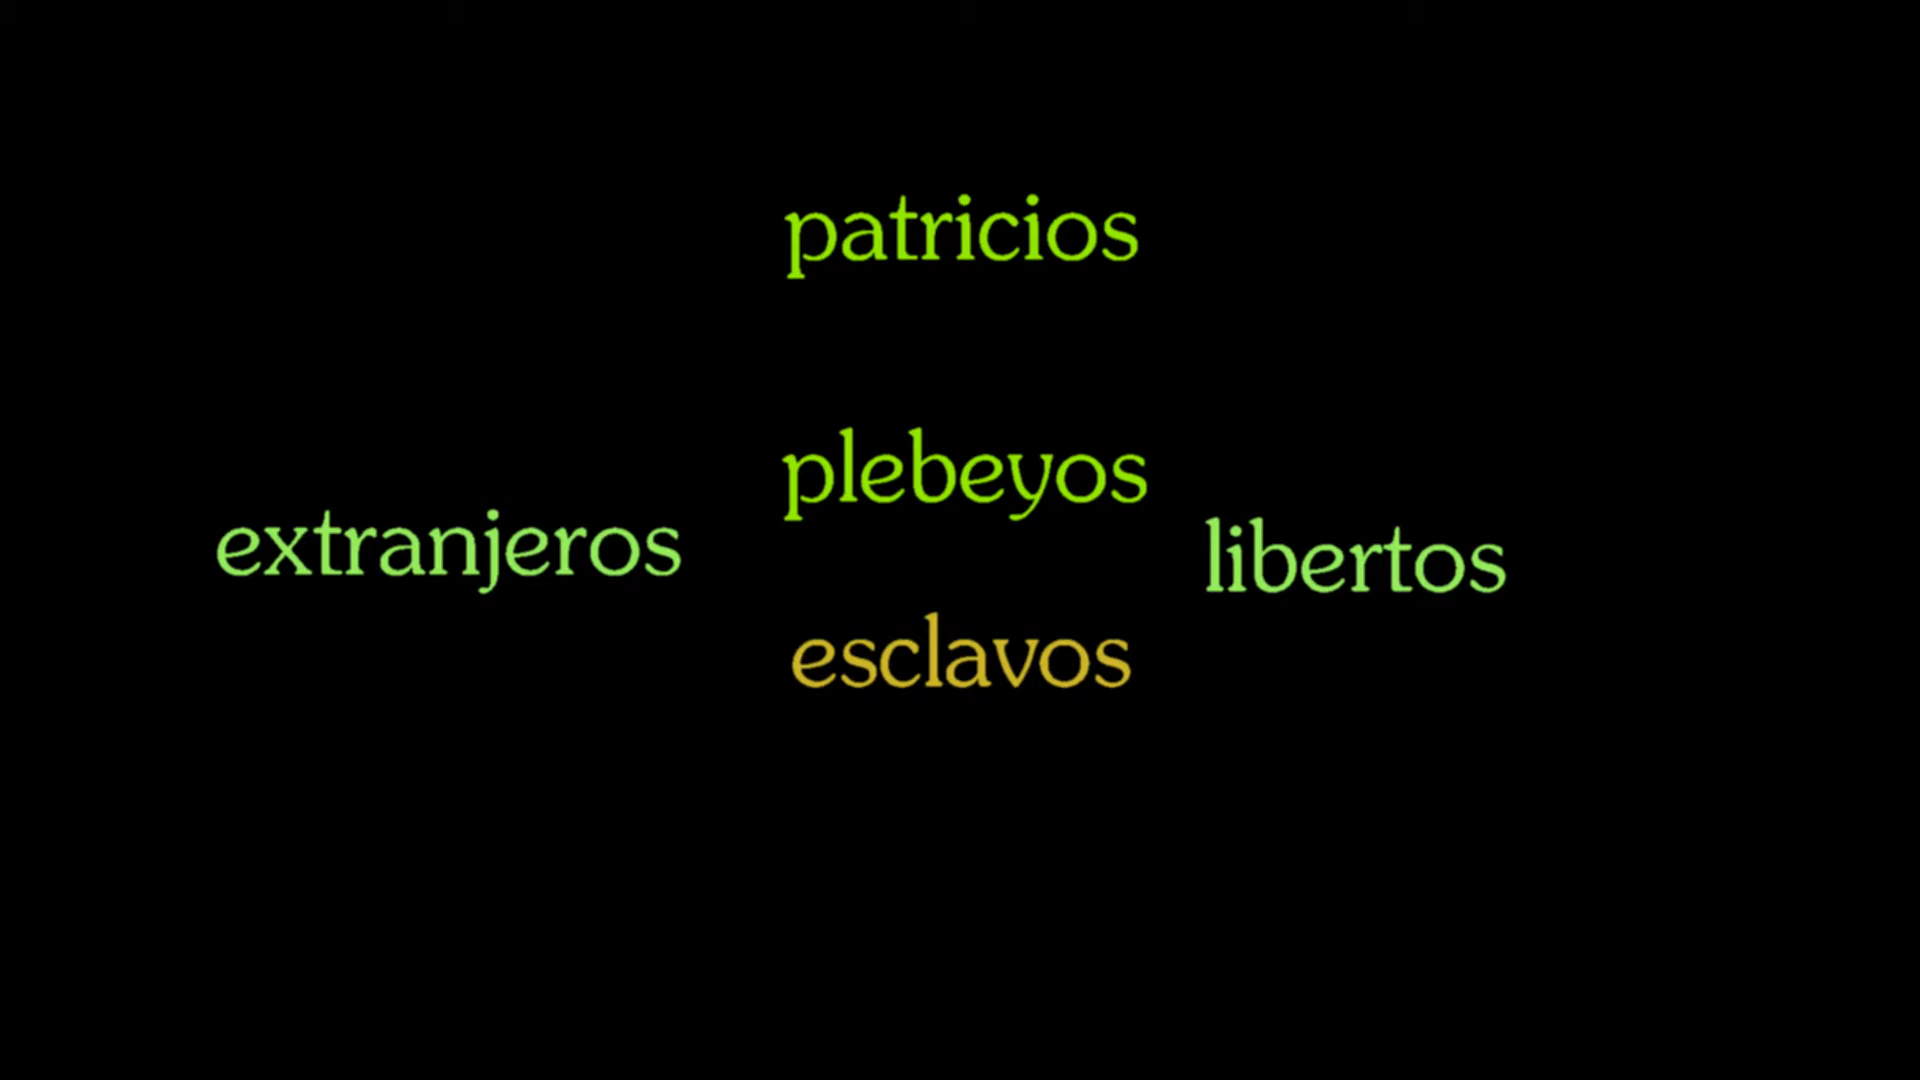 patricios
plebeyos
extranjeros
libertos
esclavos